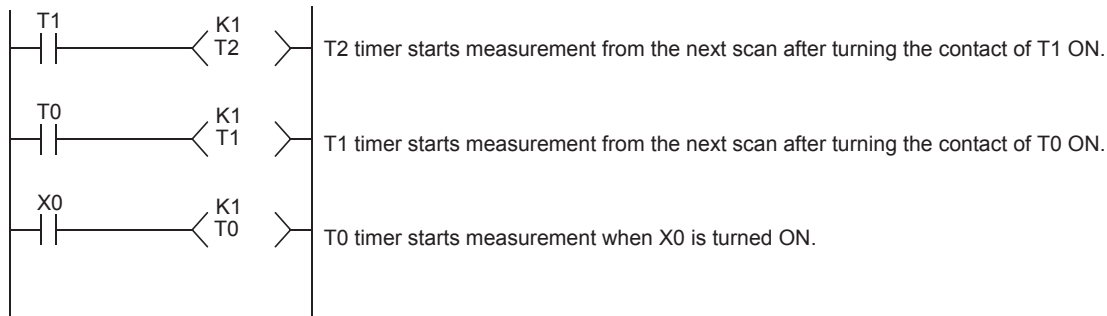 T1
K1
T2
T2 timer starts measurement from the next scan after turning the contact of T1 ON.
T0
K1
T1
T1 timer starts measurement from the next scan after turning the contact of T0 ON.
X0
K1
T0
T0 timer starts measurement when X0 is turned ON.